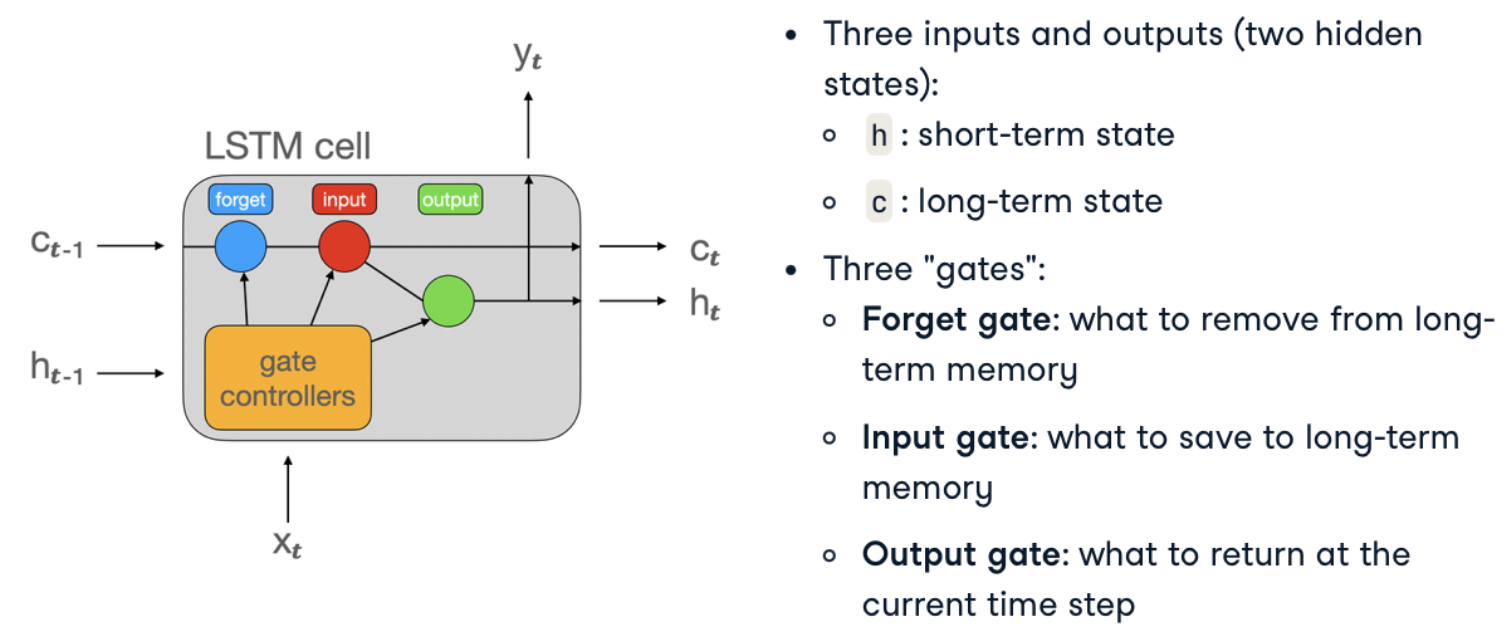 y_t
LSTM cell
forget
input
output
c_{t-1}
c_t
h_t
h_{t-1}
gate
controllers
x_t
• Three inputs and outputs (two hidden
states):
◦ h : short-term state
◦ c : long-term state
• Three "gates":
◦ Forget gate: what to remove from long-
term memory
◦ Input gate: what to save to long-term
memory
◦ Output gate: what to return at the
current time step